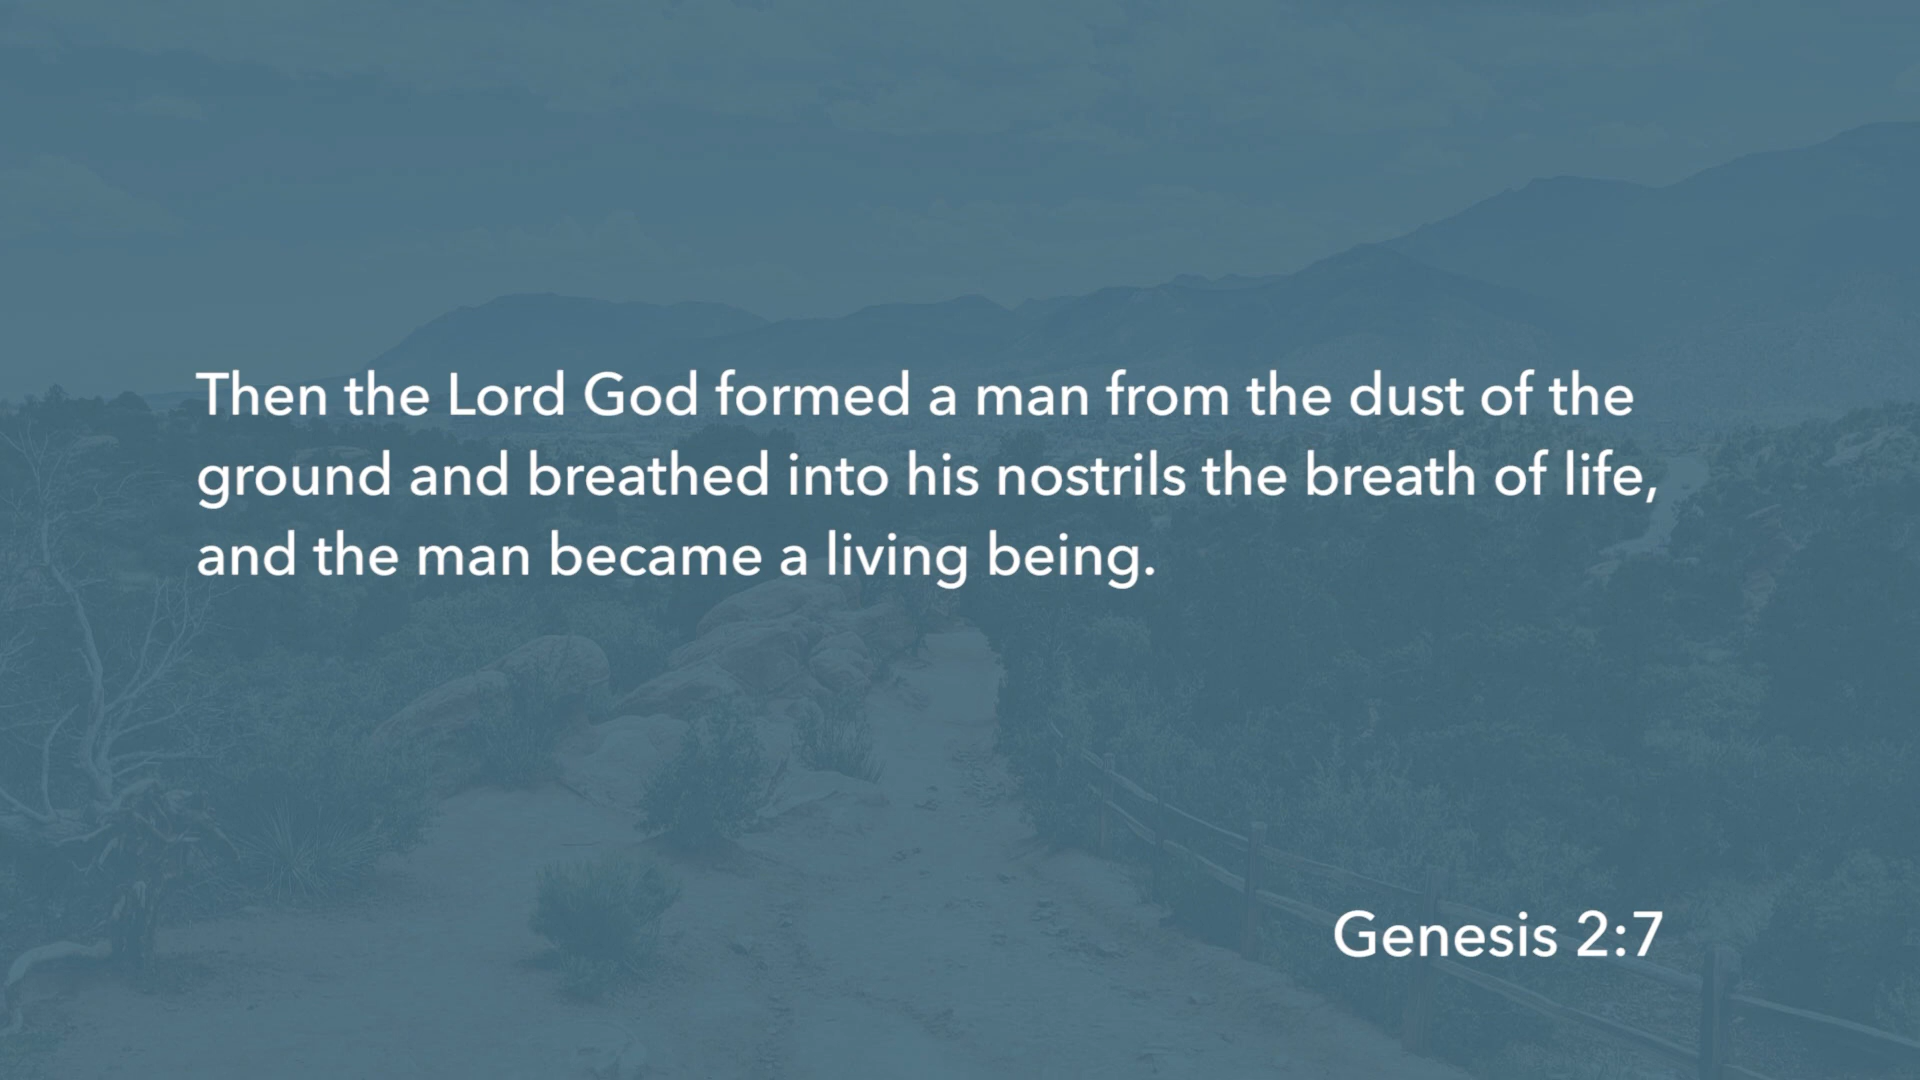 Then the Lord God formed a man from the dust of the
ground and breathed into his nostrils the breath of life,
and the man became a living being.
Genesis 2:7